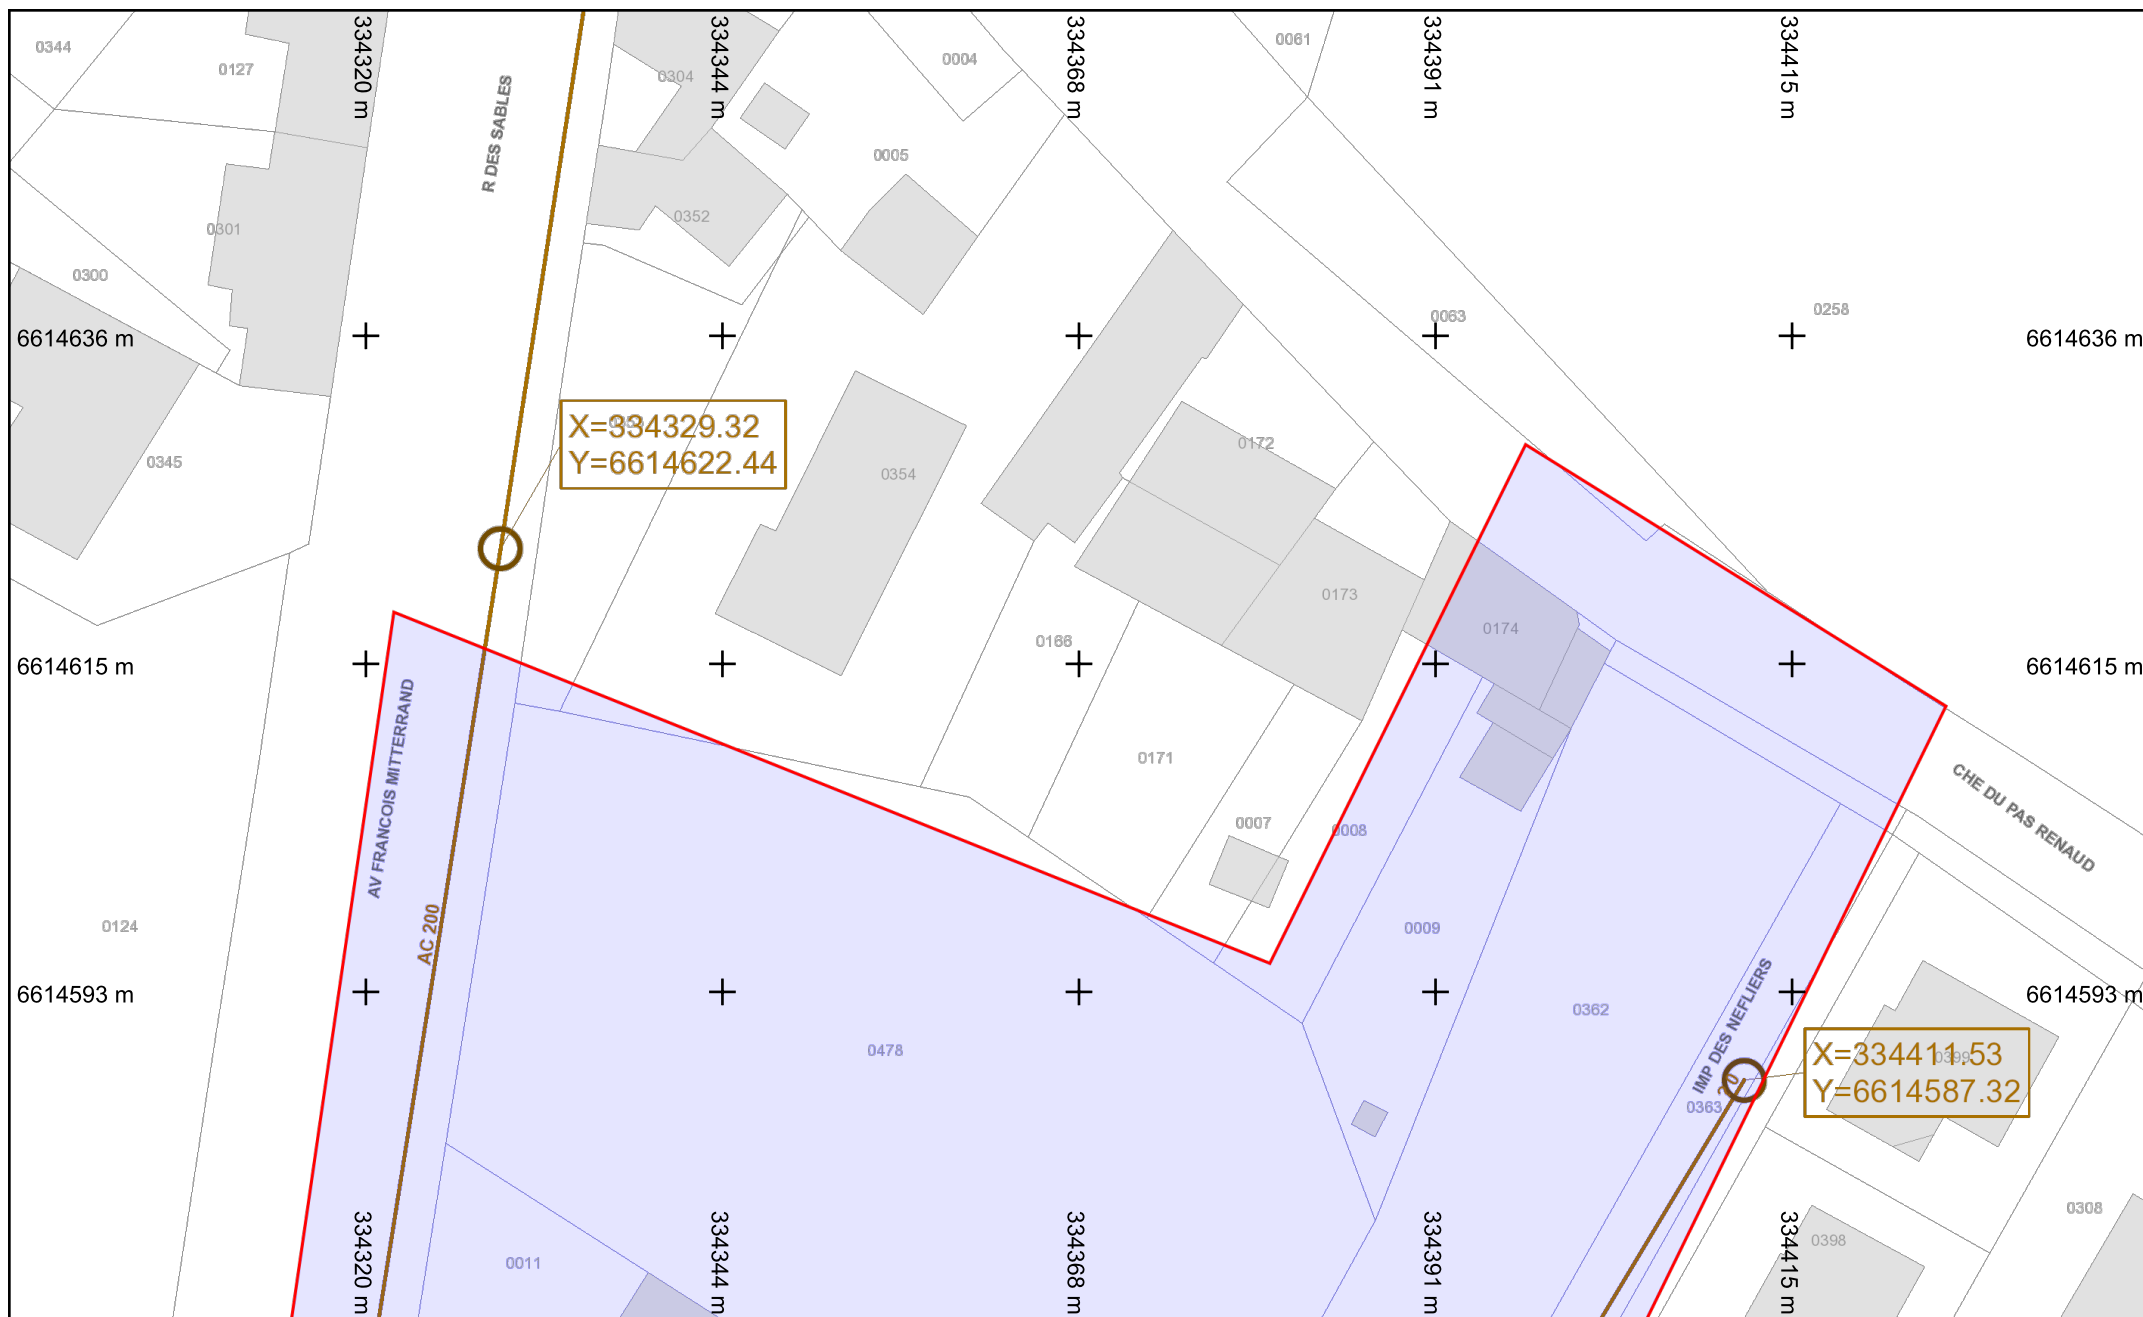 334320 m
334344 m
334368 m
334391 m
334415 m
0344
0127
R DES SABLES
0304
0004
0061
0005
0301
0352
0300
0063
0258
6614636 m
6614636 m
X=334329.32
Y=6614622.44
0345
0354
0172
0173
0174
0166
6614615 m
6614615 m
AV FRANCOIS MITTERRAND
0171
CHE DU PAS RENAUD
0007
0008
0124
AC 200
0009
6614593 m
6614593 m
0362
0478
IMP DES NEFLIERS
X=334411.53
Y=6614587.32
0399
0363
0308
0011
0398
334320 m
334344 m
334368 m
334391 m
334415 m